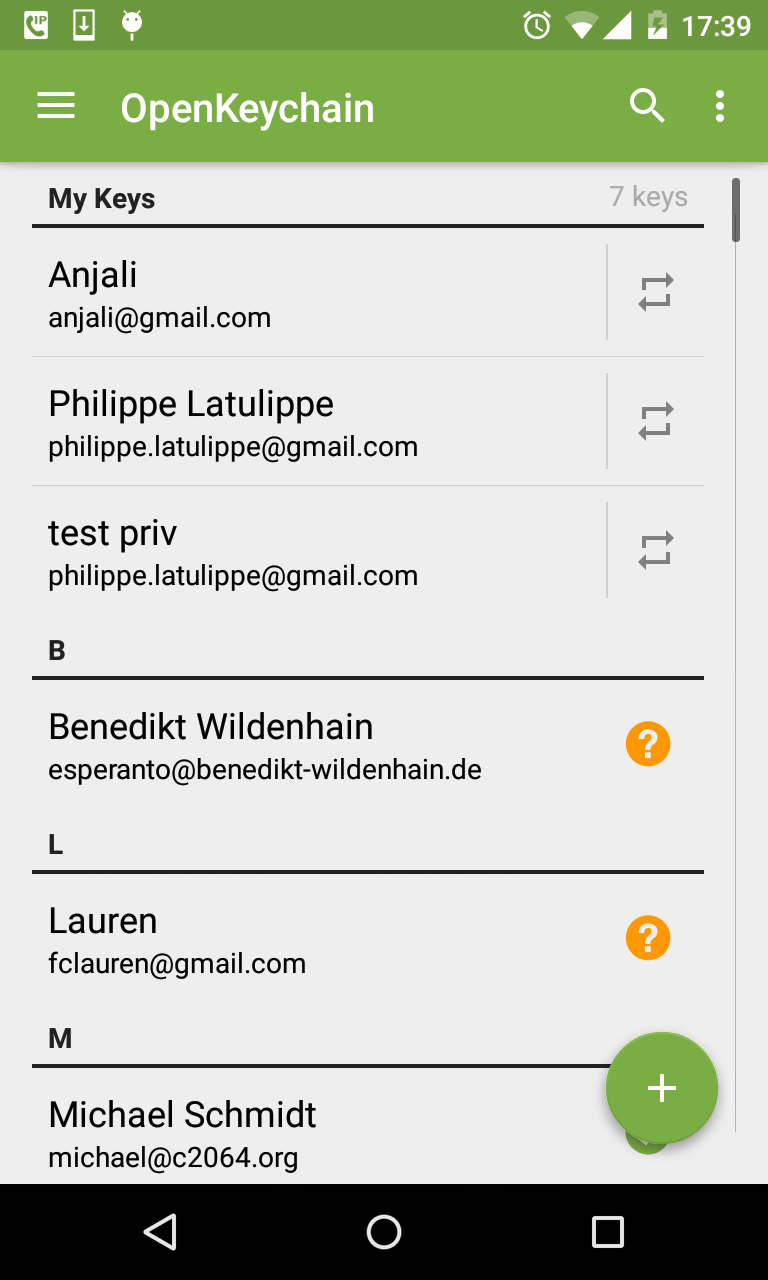 17:39
OpenKeychain
My Keys 7 keys
Anjali
anjali@gmail.com
Philippe Latulippe
philippe.latulippe@gmail.com
test priv
philippe.latulippe@gmail.com
B
Benedikt Wildenhain
esperanto@benedikt-wildenhain.de
?
L
Lauren
fclauren@gmail.com
?
M
Michael Schmidt
michael@c2064.org